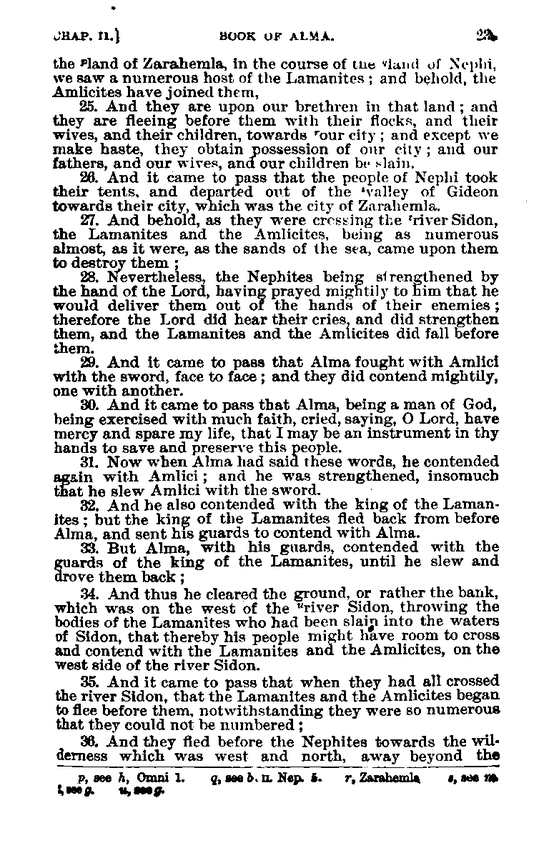 CHAP. II.] BOOK OF ALMA.
the ᵖland of Zarahemla, in the course of the ᑫland of Nephi,
we saw a numerous host of the Lamanites; and behold, the
Amlicites have joined them,
25. And they are upon our brethren in that land; and
they are fleeing before them with their flocks, and their
wives, and their children, towards ʳour city; and except we
make haste, they obtain possession of our city; and our
fathers, and our wives, and our children be slain.
26. And it came to pass that the people of Nephi took
their tents, and departed out of the ˢvalley of Gideon
towards their city, which was the city of Zarahemla.
27. And behold, as they were crossing the ᵗriver Sidon,
the Lamanites and the Amlicites, being as numerous
almost, as it were, as the sands of the sea, came upon them
to destroy them;
28. Nevertheless, the Nephites being strengthened by
the hand of the Lord, having prayed mightily to him that he
would deliver them out of the hands of their enemies;
therefore the Lord did hear their cries, and did strengthen
them, and the Lamanites and the Amlicites did fall before
them.
29. And it came to pass that Alma fought with Amlici
with the sword, face to face; and they did contend mightily,
one with another.
30. And it came to pass that Alma, being a man of God,
being exercised with much faith, cried, saying, O Lord, have
mercy and spare my life, that I may be an instrument in thy
hands to save and preserve this people.
31. Now when Alma had said these words, he contended
again with Amlici; and he was strengthened, insomuch
that he slew Amlici with the sword.
32. And he also contended with the king of the Laman-
ites; but the king of the Lamanites fled back from before
Alma, and sent his guards to contend with Alma.
33. But Alma, with his guards, contended with the
guards of the king of the Lamanites, until he slew and
drove them back;
34. And thus he cleared the ground, or rather the bank,
which was on the west of the ᵘriver Sidon, throwing the
bodies of the Lamanites who had been slain into the waters
of Sidon, that thereby his people might have room to cross
and contend with the Lamanites and the Amlicites, on the
west side of the river Sidon.
35. And it came to pass that when they had all crossed
the river Sidon, that the Lamanites and the Amlicites began
to flee before them, notwithstanding they were so numerous
that they could not be numbered;
36. And they fled before the Nephites towards the wil-
derness which was west and north, away beyond the
p, see h, Omni 1. q, see b. II. Nep. 5. r, Zarahemla s, see m.
t, see g. u, see g.